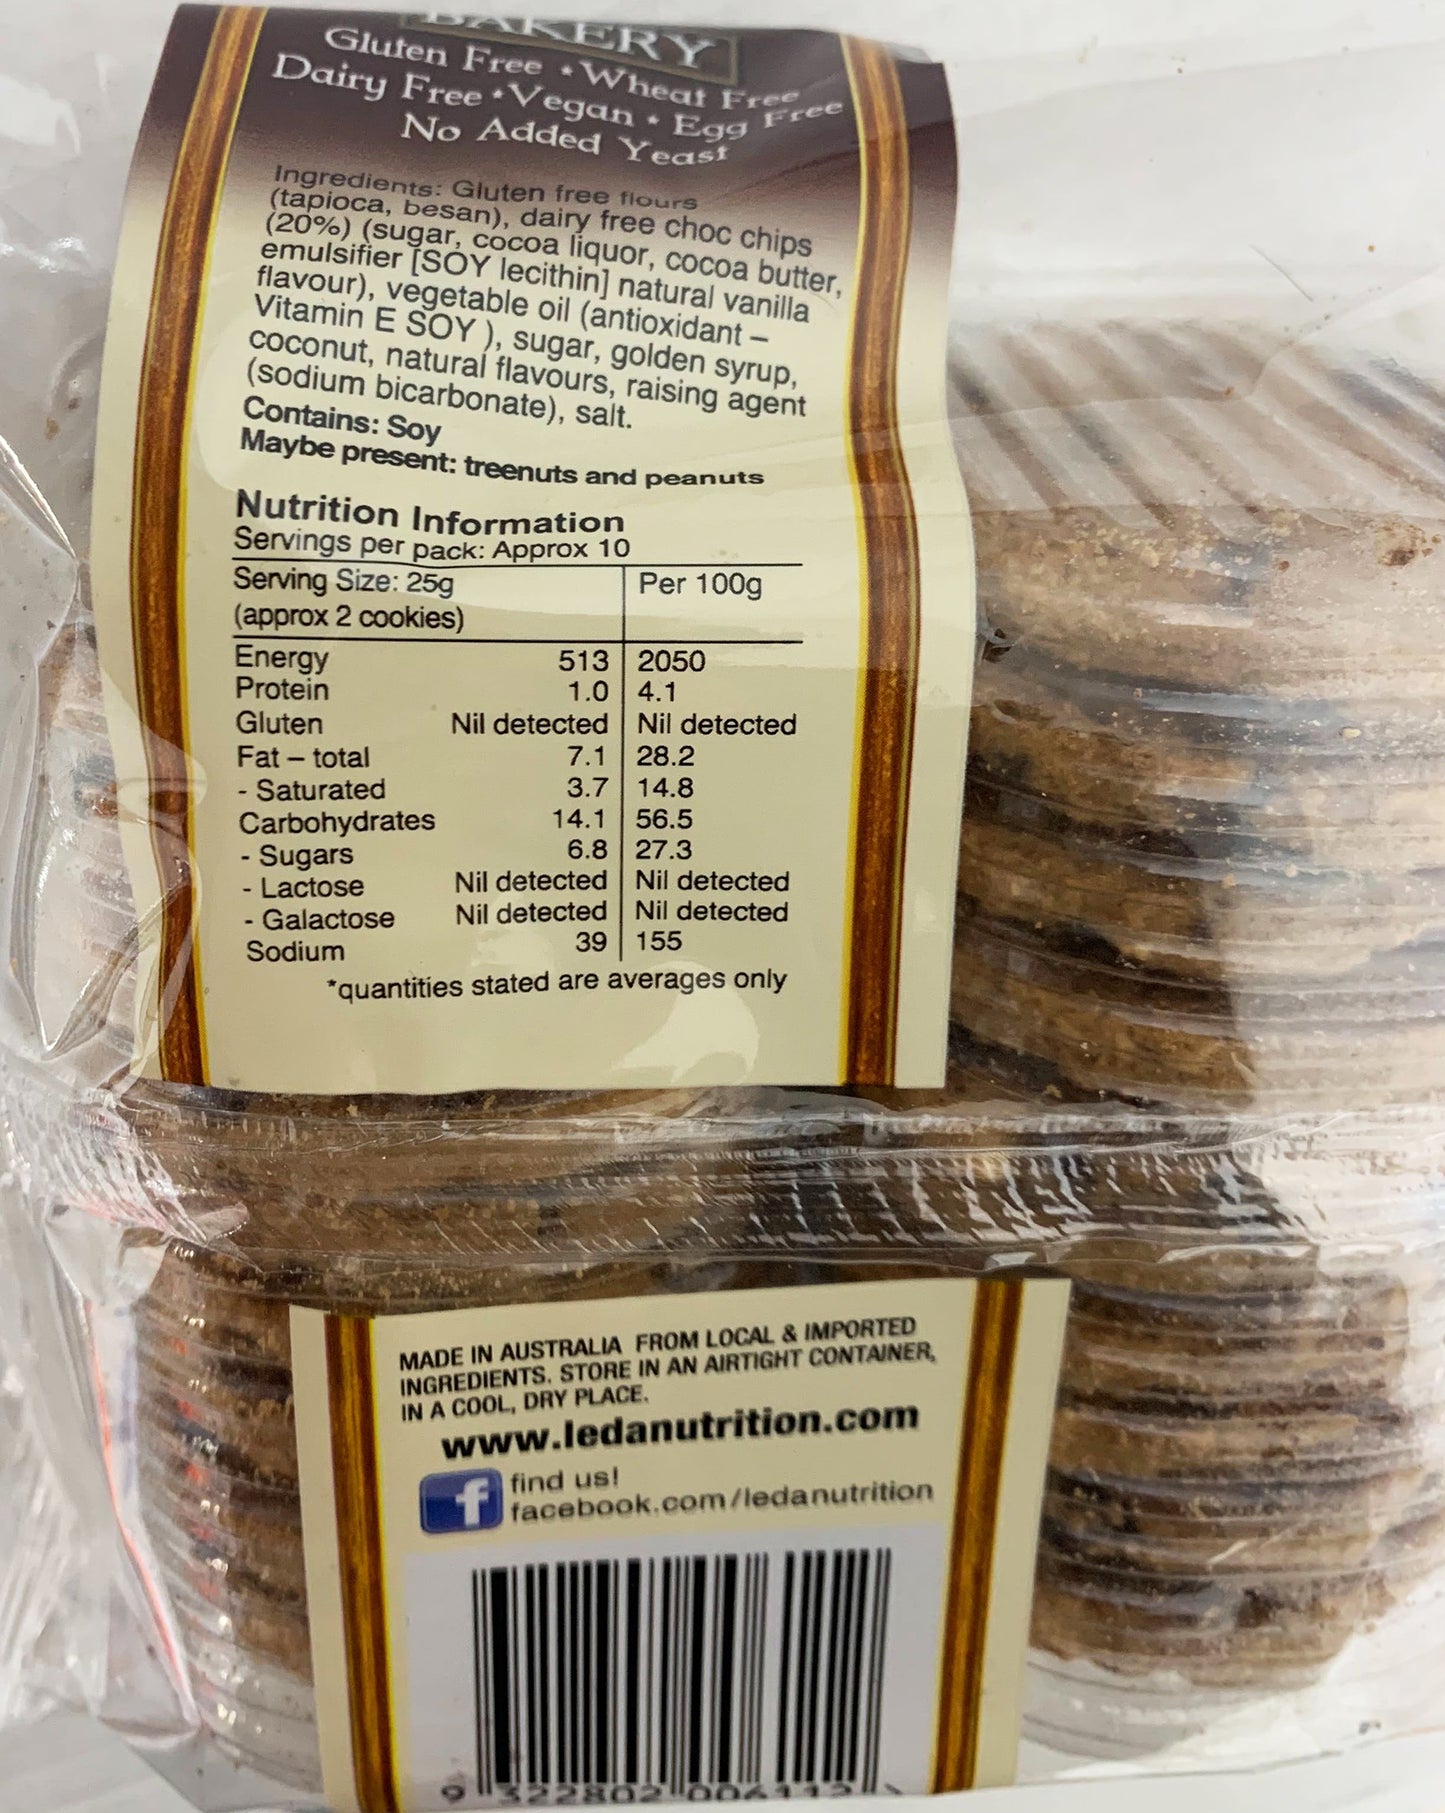 BAKERY
Gluten Free • Wheat Free
Dairy Free • Vegan • Egg Free
No Added Yeast
Ingredients: Gluten free flours
(tapioca, besan), dairy free choc chips
(20%) (sugar, cocoa liquor, cocoa butter,
emulsifier [SOY lecithin] natural vanilla
flavour), vegetable oil (antioxidant –
Vitamin E SOY ), sugar, golden syrup,
coconut, natural flavours, raising agent
(sodium bicarbonate), salt.
Contains: Soy
Maybe present: treenuts and peanuts
Nutrition Information
Servings per pack: Approx 10
Serving Size: 25g Per 100g
(approx 2 cookies)
Energy 513 2050
Protein 1.0 4.1
Gluten Nil detected Nil detected
Fat – total 7.1 28.2
- Saturated 3.7 14.8
Carbohydrates 14.1 56.5
- Sugars 6.8 27.3
- Lactose Nil detected Nil detected
- Galactose Nil detected Nil detected
Sodium 39 155
*quantities stated are averages only
MADE IN AUSTRALIA FROM LOCAL & IMPORTED
INGREDIENTS. STORE IN AN AIRTIGHT CONTAINER,
IN A COOL, DRY PLACE.
www.ledanutrition.com
f find us!
facebook.com/ledanutrition
9 322802 006112